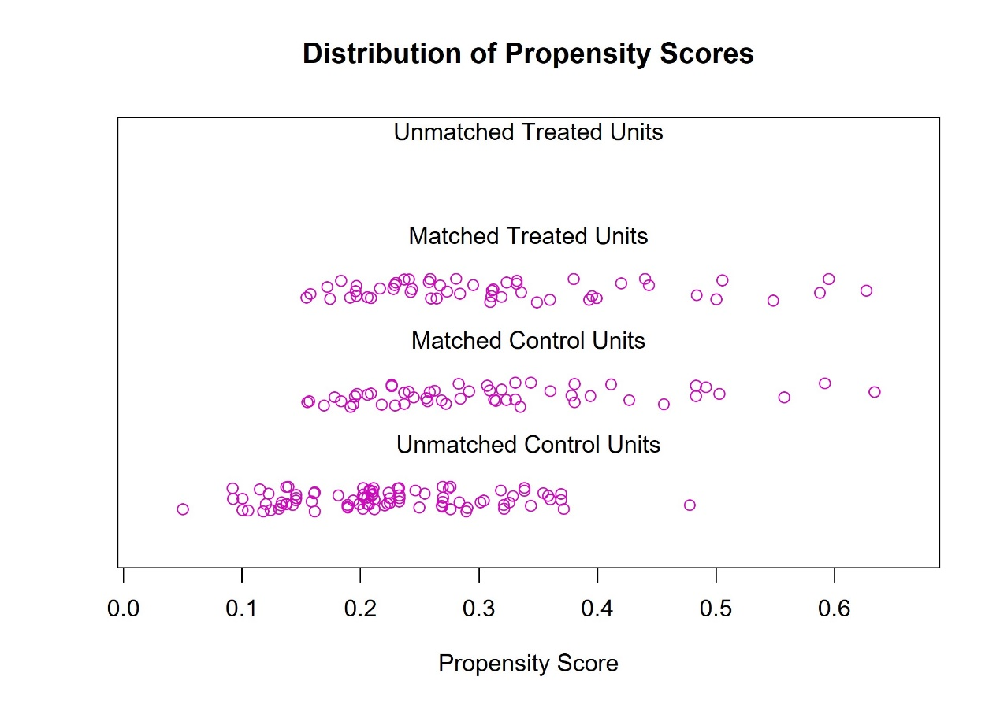 Distribution of Propensity Scores
Unmatched Treated Units
Matched Treated Units
Matched Control Units
Unmatched Control Units
0.0 0.1 0.2 0.3 0.4 0.5 0.6
Propensity Score